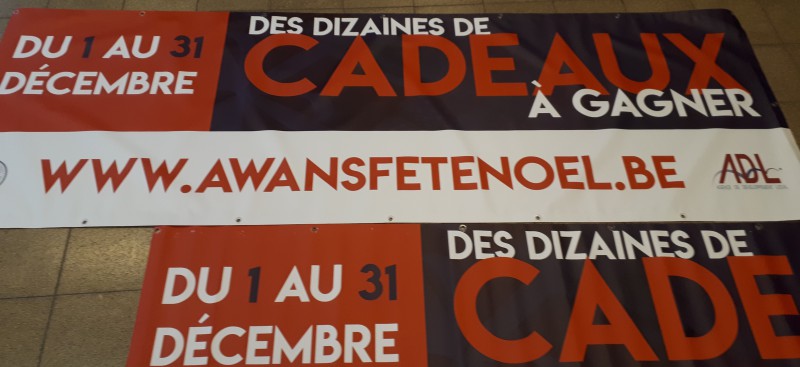 DU 1 AU 31
DÉCEMBRE
DES DIZAINES DE
CADEAUX
À GAGNER
WWW.AWANSFETENOEL.BE
ADL
DU 1 AU 31
DÉCEMBRE
DES DIZAINES DE
CADE